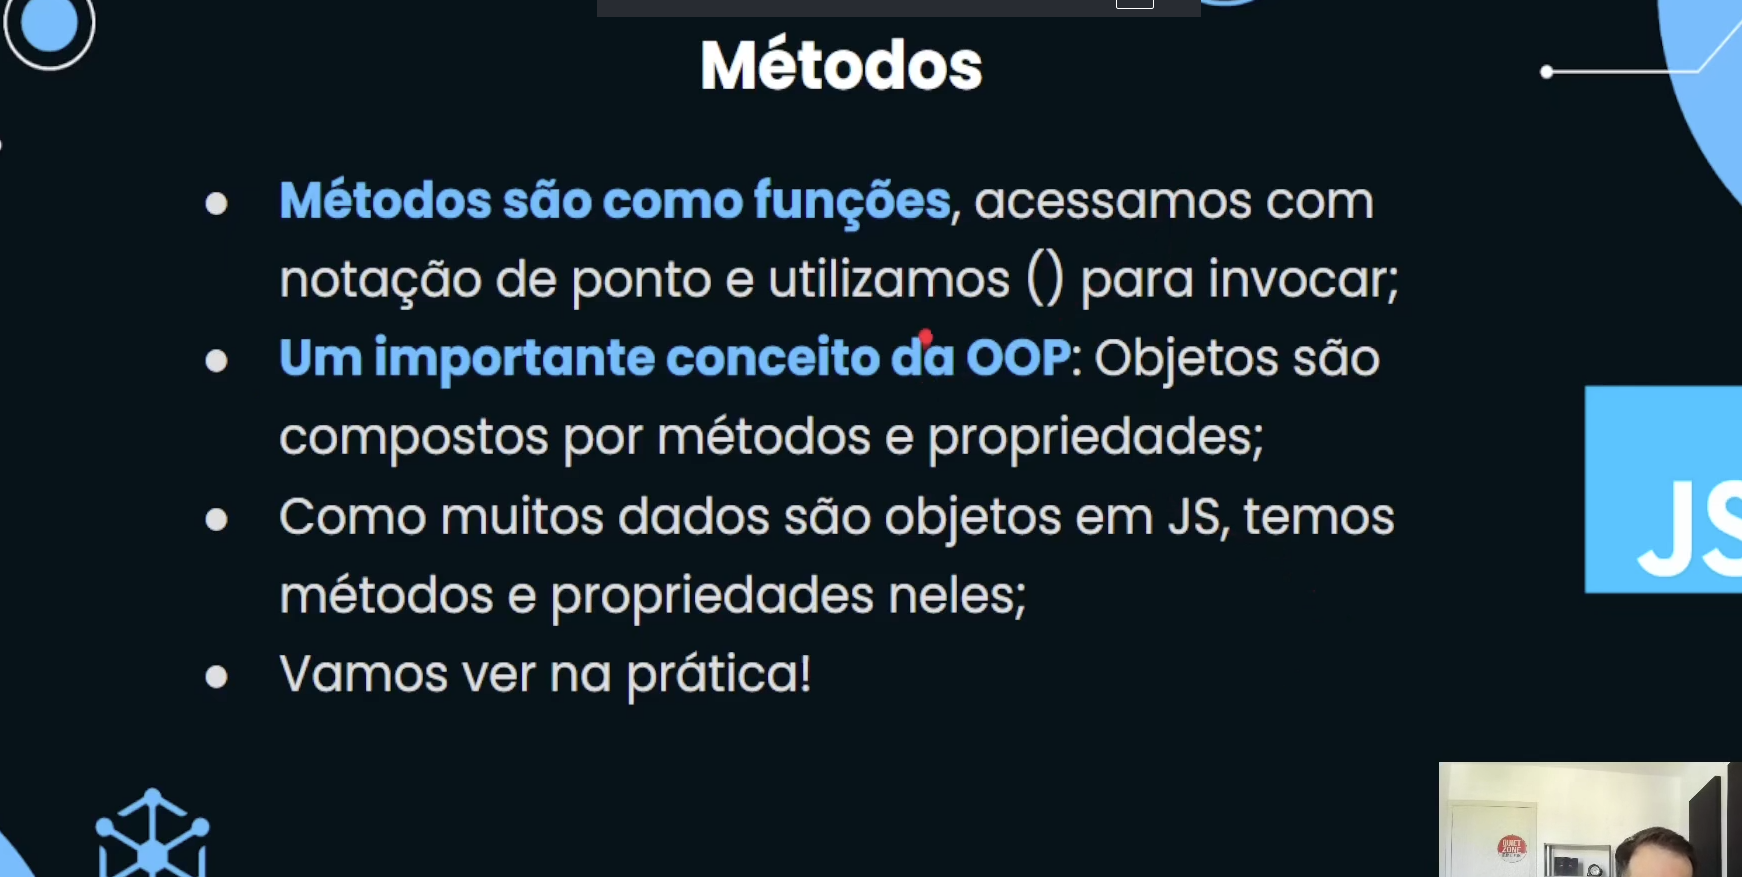 Métodos
● Métodos são como funções, acessamos com
notação de ponto e utilizamos () para invocar;
● Um importante conceito da OOP: Objetos são
compostos por métodos e propriedades;
● Como muitos dados são objetos em JS, temos
métodos e propriedades neles;
● Vamos ver na prática!
JS
QUIET
ZONE